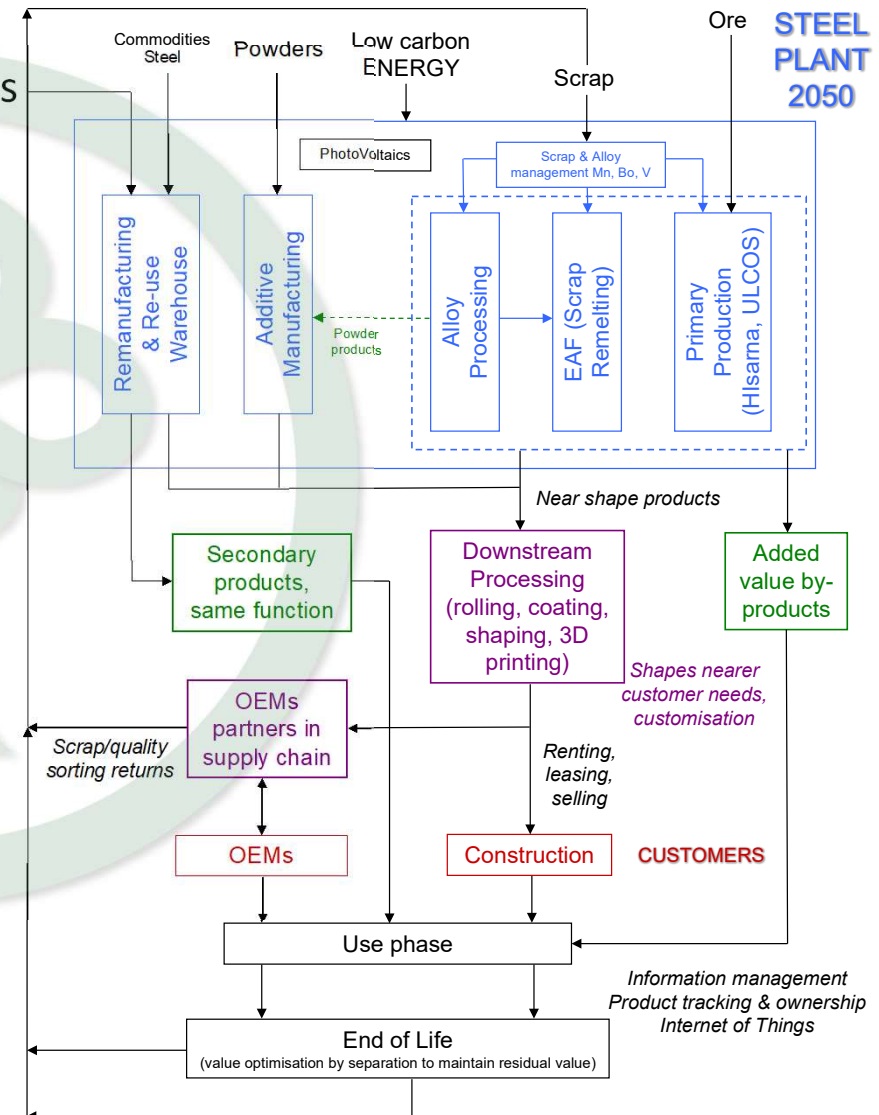 Commodities
Steel
Powders
Low carbon
ENERGY
Scrap
Ore
STEEL
PLANT
2050
S
PhotoVoltaics
Scrap & Alloy
management Mn, Bo, V
Remanufacturing
& Re-use
Warehouse
Additive
Manufacturing
Powder
products
Alloy
Processing
EAF (Scrap
Remelting)
Primary
Production
(HIsarna, ULCOS)
Near shape products
Secondary
products,
same function
Downstream
Processing
(rolling, coating,
shaping, 3D
printing)
Added
value by-
products
Shapes nearer
customer needs,
customisation
OEMs
partners in
supply chain
Scrap/quality
sorting returns
Renting,
leasing,
selling
OEMs
Construction
CUSTOMERS
Use phase
Information management
Product tracking & ownership
Internet of Things
End of Life
(value optimisation by separation to maintain residual value)